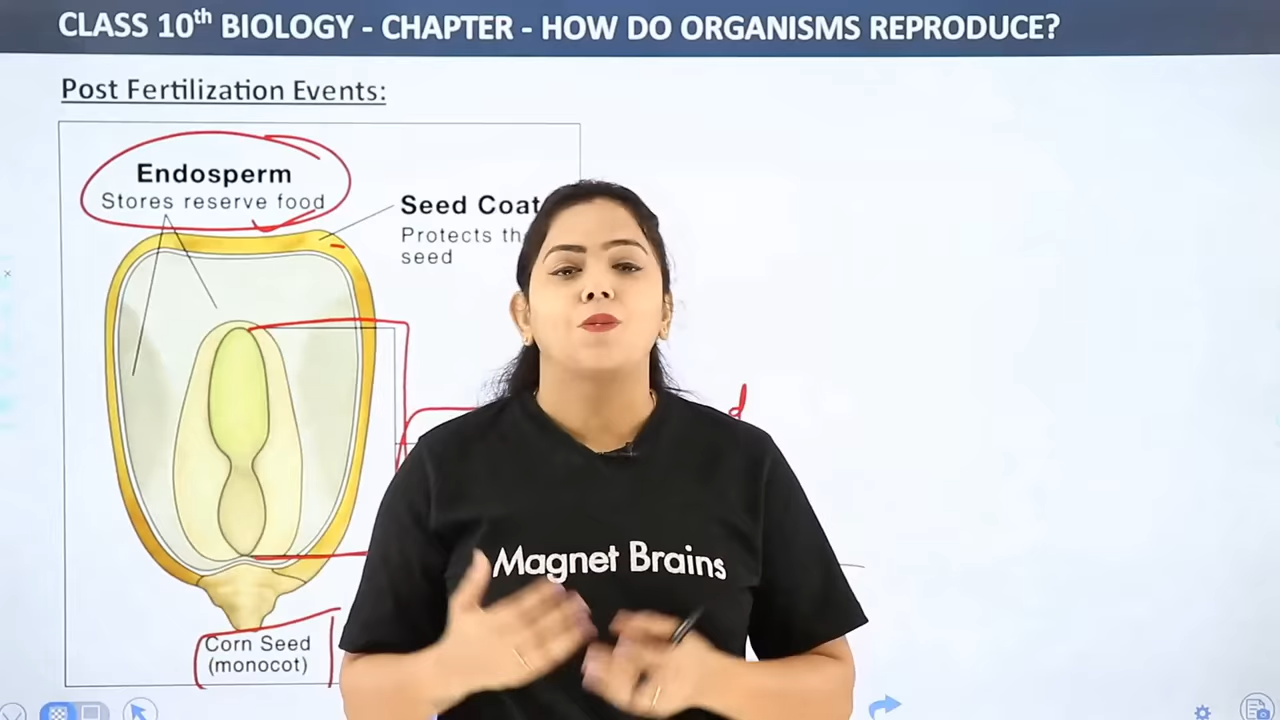 CLASS 10th BIOLOGY - CHAPTER - HOW DO ORGANISMS REPRODUCE?
Post Fertilization Events:
Endosperm
Stores reserve food
Seed Coat
Protects
seed
d
Magnet Brains
Corn Seed
(monocot)